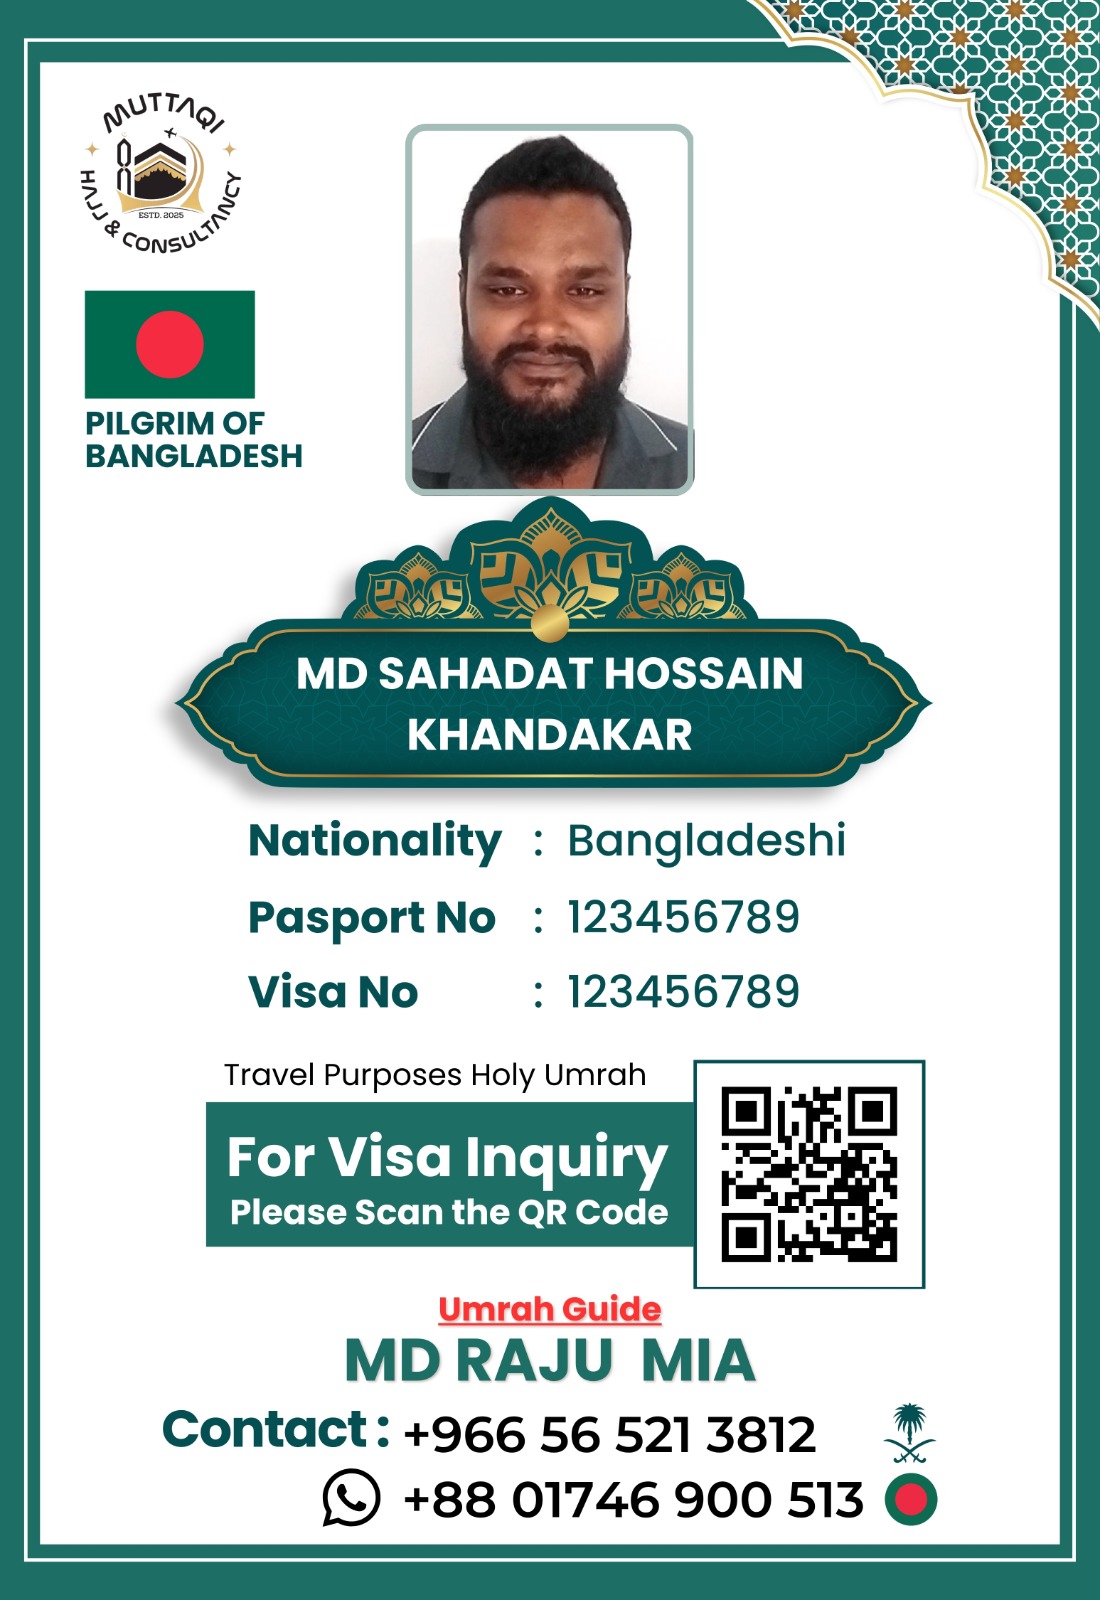 MUTTAQI
HAJJ & CONSULTANCY
ESTD. 2025
PILGRIM OF
BANGLADESH
MD SAHADAT HOSSAIN
KHANDAKAR
Nationality : Bangladeshi
Pasport No : 123456789
Visa No : 123456789
Travel Purposes Holy Umrah
For Visa Inquiry
Please Scan the QR Code
Umrah Guide
MD RAJU MIA
Contact : +966 56 521 3812
+88 01746 900 513